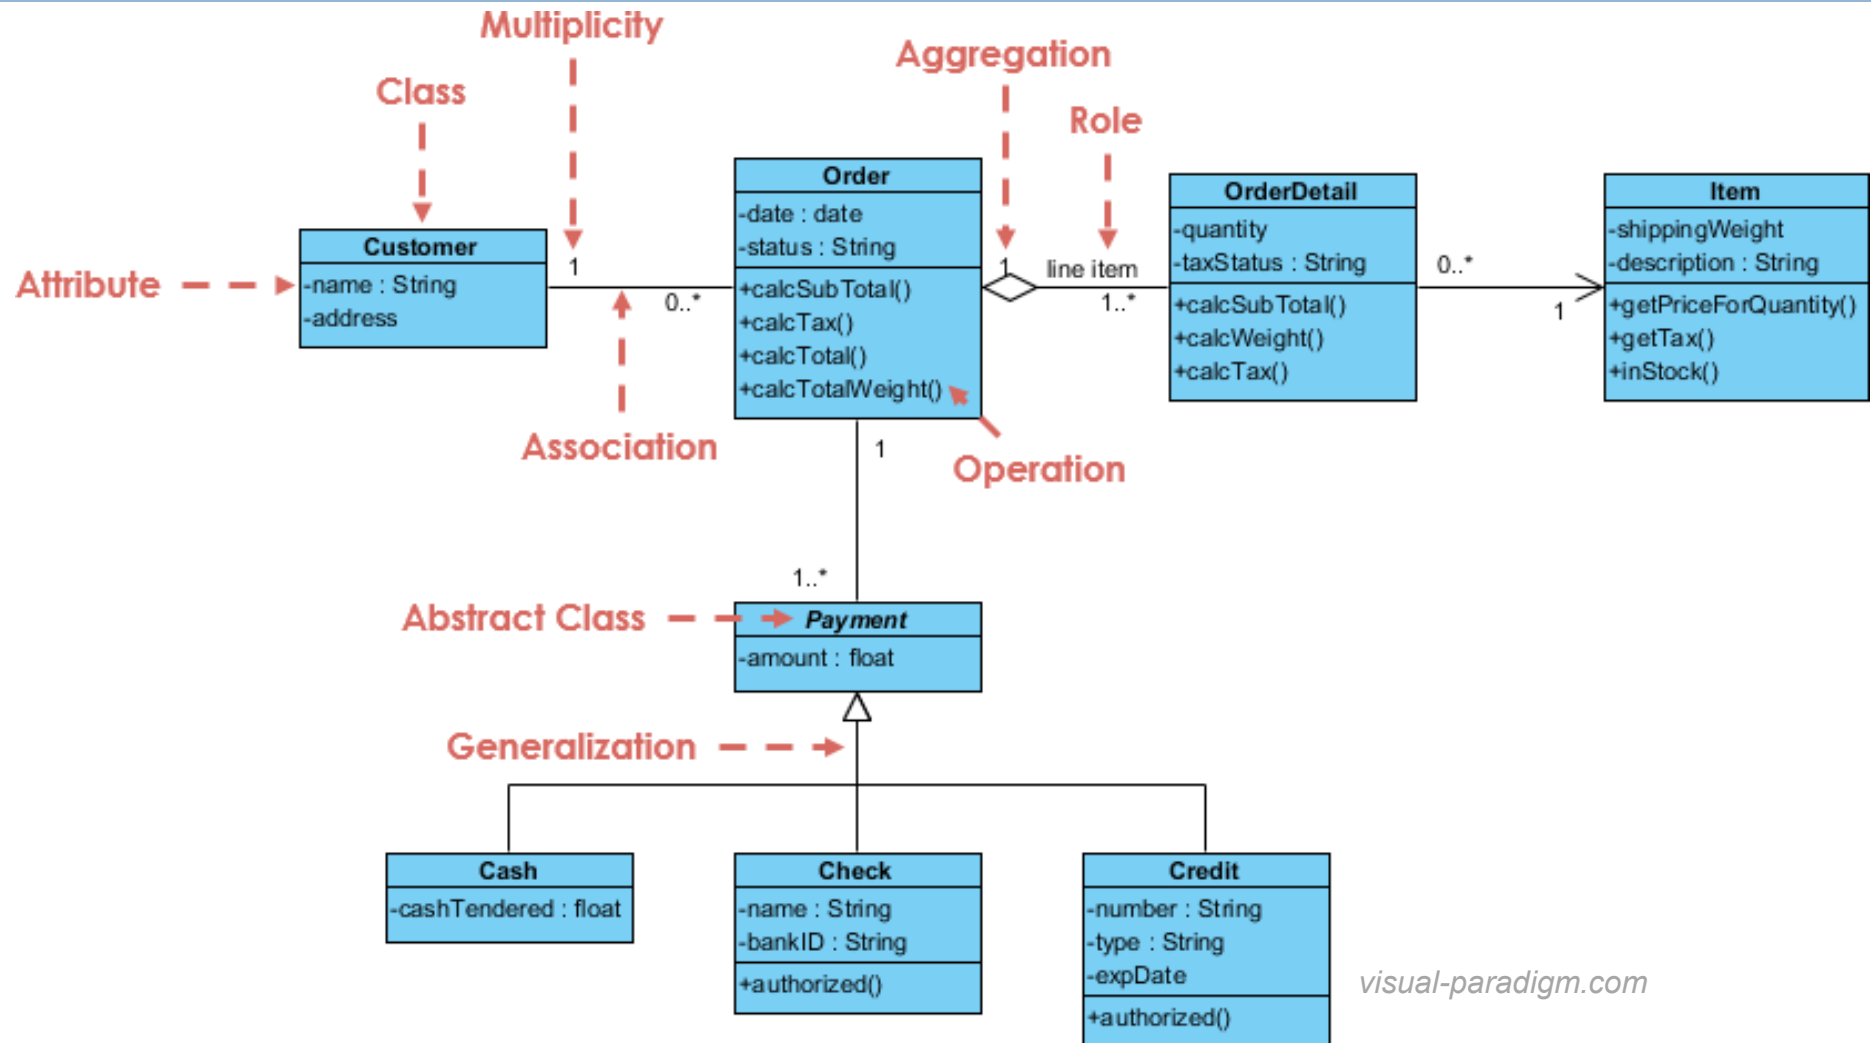 Multiplicity
Aggregation
Class
Role
Attribute
Customer
-name : String
-address
1
0..*
Association
Order
-date : date
-status : String
+calcSubTotal()
+calcTax()
+calcTotal()
+calcTotalWeight()
Operation
1
line item
1..*
OrderDetail
-quantity
-taxStatus : String
+calcSubTotal()
+calcWeight()
+calcTax()
0..*
1
Item
-shippingWeight
-description : String
+getPriceForQuantity()
+getTax()
+inStock()
1
1..*
Abstract Class
Payment
-amount : float
Generalization
Cash
-cashTendered : float
Check
-name : String
-bankID : String
+authorized()
Credit
-number : String
-type : String
-expDate
+authorized()
visual-paradigm.com